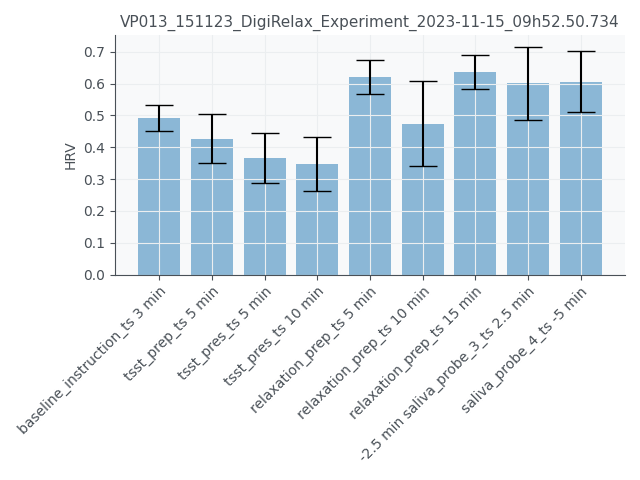 VP013_151123_DigiRelax_Experiment_2023-11-15_09h52.50.734
HRV
0.7
0.6
0.5
0.4
0.3
0.2
0.1
0.0
baseline_instruction_ts 3 min
tsst_prep_ts 5 min
tsst_pres_ts 5 min
tsst_pres_ts 10 min
relaxation_prep_ts 5 min
relaxation_prep_ts 10 min
relaxation_prep_ts 15 min
-2.5 min saliva_probe_3_ts 2.5 min
saliva_probe_4_ts -5 min